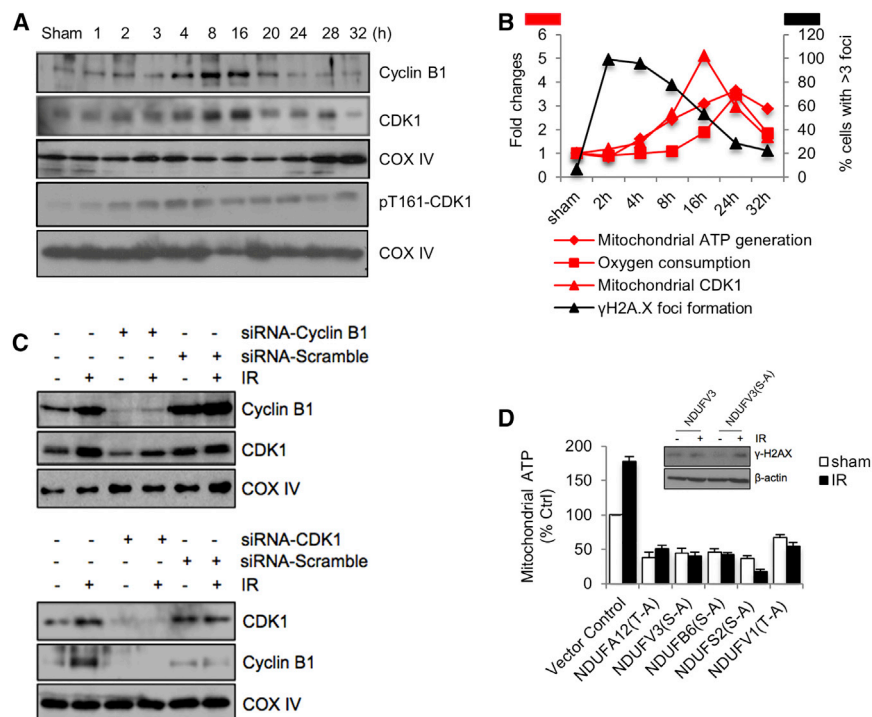 A
Sham 1 2 3 4 8 16 20 24 28 32 (h)
Cyclin B1
CDK1
COX IV
pT161-CDK1
COX IV
B
6
5
4
3
2
1
0
Fold changes
120
100
80
60
40
20
0
% cells with >3 foci
sham 2h 4h 8h 16h 24h 32h
Mitochondrial ATP generation
Oxygen consumption
Mitochondrial CDK1
γH2A.X foci formation
C
- - + + - - siRNA-Cyclin B1
- - - - + + siRNA-Scramble
- + - + - + IR
Cyclin B1
CDK1
COX IV
- - + + - - siRNA-CDK1
- - - - + + siRNA-Scramble
- + - + - + IR
CDK1
Cyclin B1
COX IV
D
NDUFV3 NDUFV3(S-A)
- + - + IR
γ-H2AX
β-actin
sham
IR
200
150
100
50
0
Mitochondrial ATP
(% Ctrl)
Vector Control
NDUFA12(T-A)
NDUFV3(S-A)
NDUFB6(S-A)
NDUFS2(S-A)
NDUFV1(T-A)